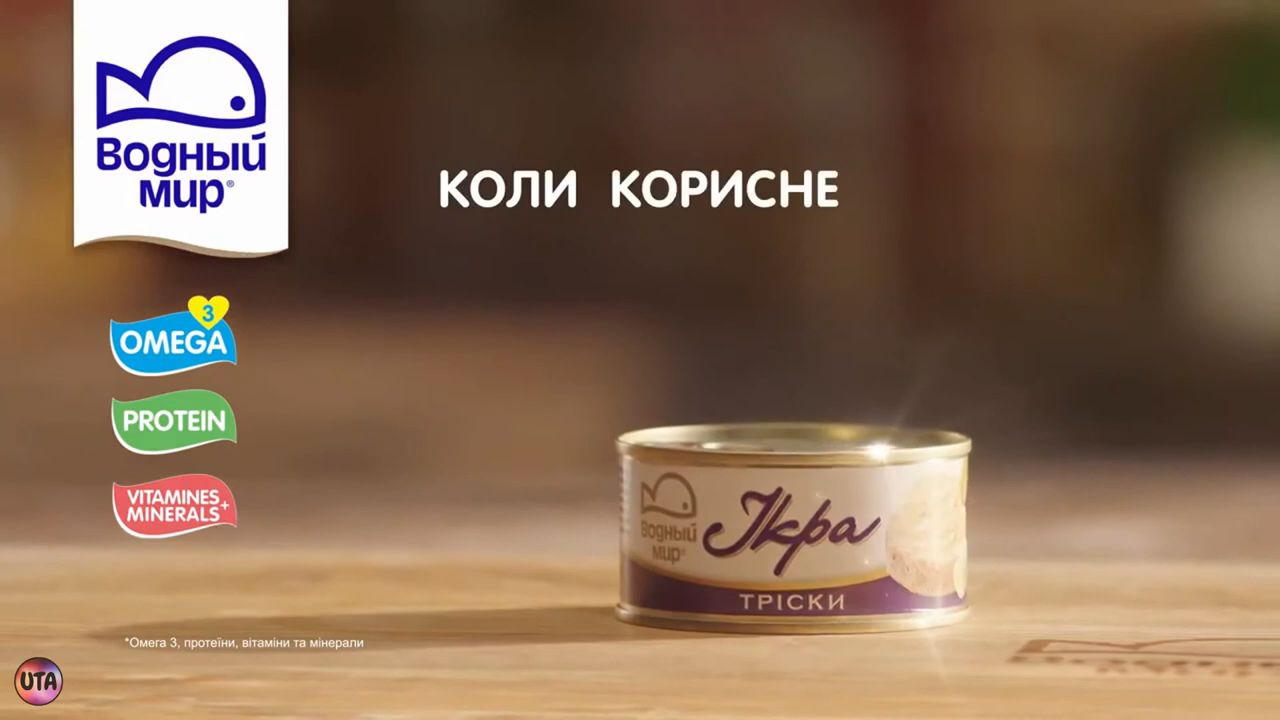 Водный
мир®
КОЛИ КОРИСНЕ
3
OMEGA
PROTEIN
VITAMINES
MINERALS+
Водный
мир®
Ікра
ТРІСКИ
*Омега 3, протеїни, вітаміни та мінерали
UTA